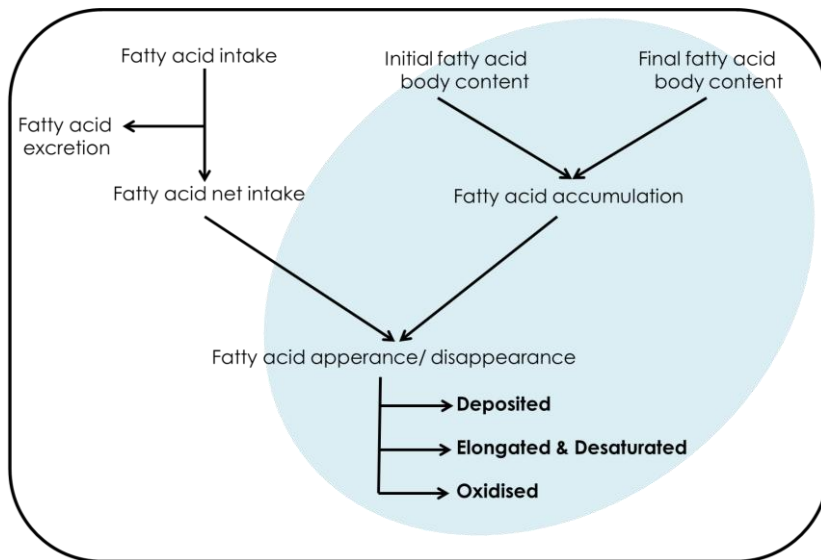 Fatty acid intake
Initial fatty acid
body content
Final fatty acid
body content
Fatty acid
excretion
Fatty acid net intake
Fatty acid accumulation
Fatty acid apperance/ disappearance
Deposited
Elongated & Desaturated
Oxidised